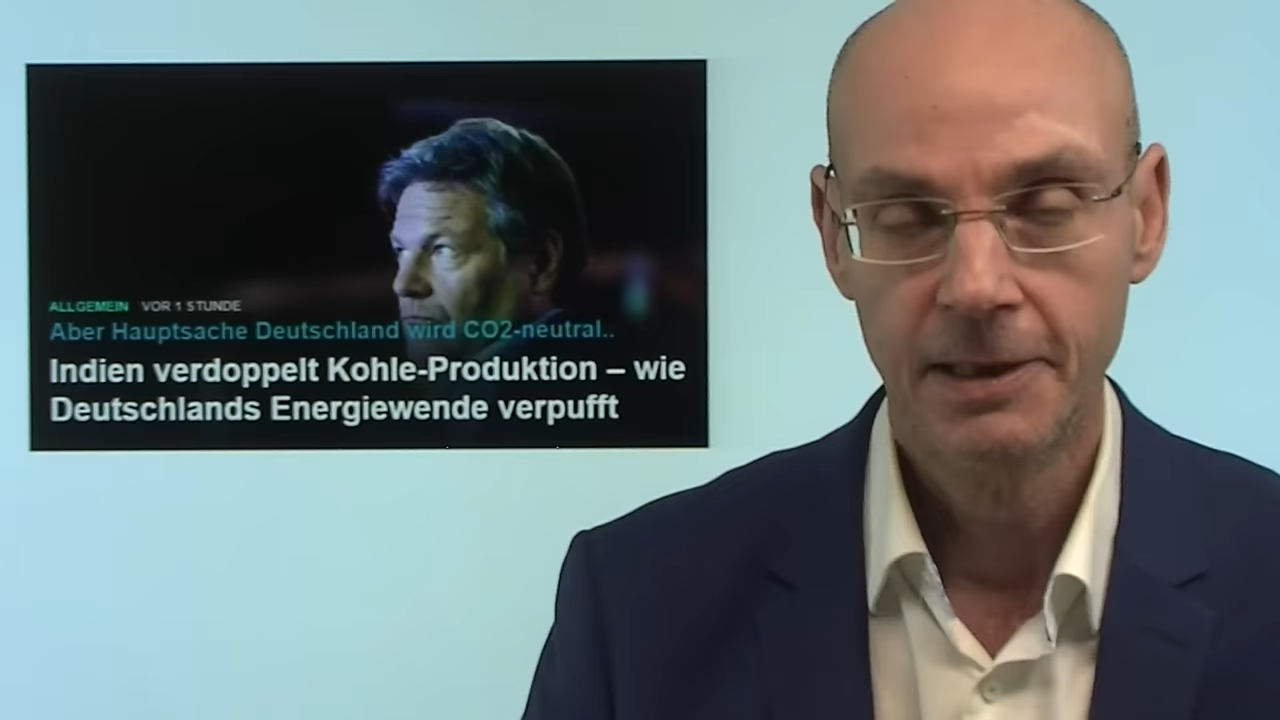 ALLGEMEIN VOR 1 STUNDE
Aber Hauptsache Deutschland wird CO2-neutral..
Indien verdoppelt Kohle-Produktion – wie
Deutschlands Energiewende verpufft